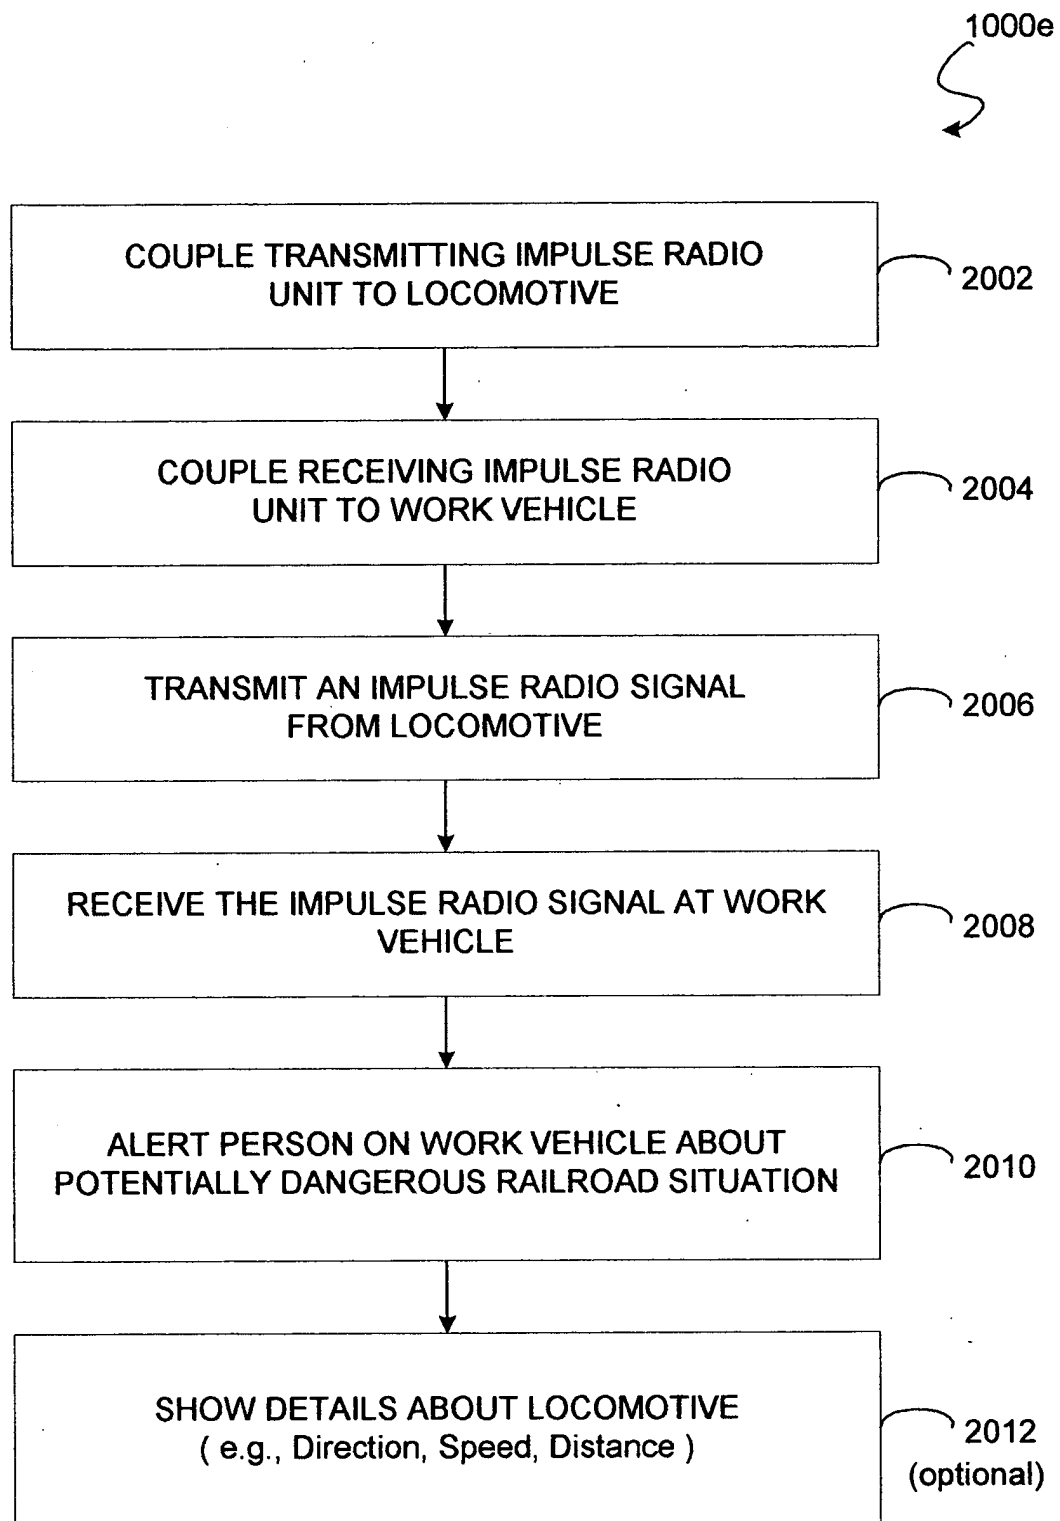 1000e
COUPLE TRANSMITTING IMPULSE RADIO
UNIT TO LOCOMOTIVE
2002
COUPLE RECEIVING IMPULSE RADIO
UNIT TO WORK VEHICLE
2004
TRANSMIT AN IMPULSE RADIO SIGNAL
FROM LOCOMOTIVE
2006
RECEIVE THE IMPULSE RADIO SIGNAL AT WORK
VEHICLE
2008
ALERT PERSON ON WORK VEHICLE ABOUT
POTENTIALLY DANGEROUS RAILROAD SITUATION
2010
SHOW DETAILS ABOUT LOCOMOTIVE
( e.g., Direction, Speed, Distance )
2012
(optional)